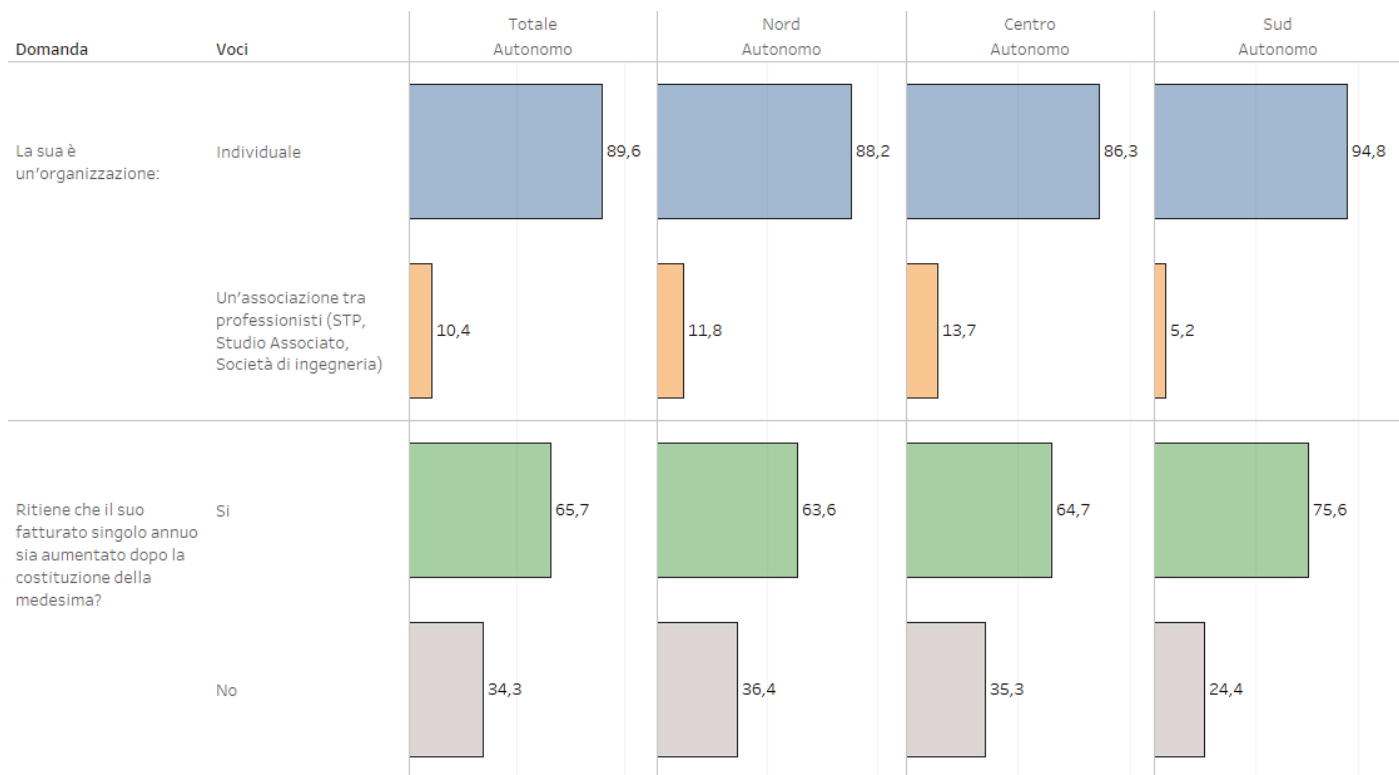 Domanda
Voci
Totale
Autonomo
Nord
Autonomo
Centro
Autonomo
Sud
Autonomo
La sua è
un'organizzazione:
Individuale
89,6
88,2
86,3
94,8
Un'associazione tra
professionisti (STP,
Studio Associato,
Società di ingegneria)
10,4
11,8
13,7
5,2
Ritiene che il suo
fatturato singolo annuo
sia aumentato dopo la
costituzione della
medesima?
Si
65,7
63,6
64,7
75,6
No
34,3
36,4
35,3
24,4